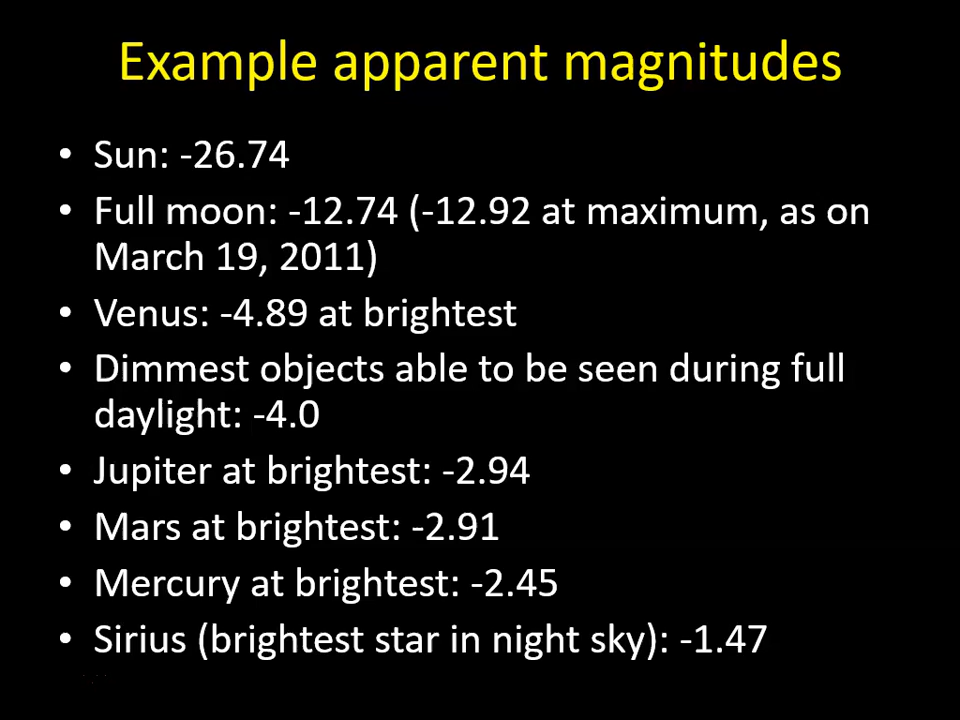 Example apparent magnitudes
• Sun: -26.74
• Full moon: -12.74 (-12.92 at maximum, as on
March 19, 2011)
• Venus: -4.89 at brightest
• Dimmest objects able to be seen during full
daylight: -4.0
• Jupiter at brightest: -2.94
• Mars at brightest: -2.91
• Mercury at brightest: -2.45
• Sirius (brightest star in night sky): -1.47